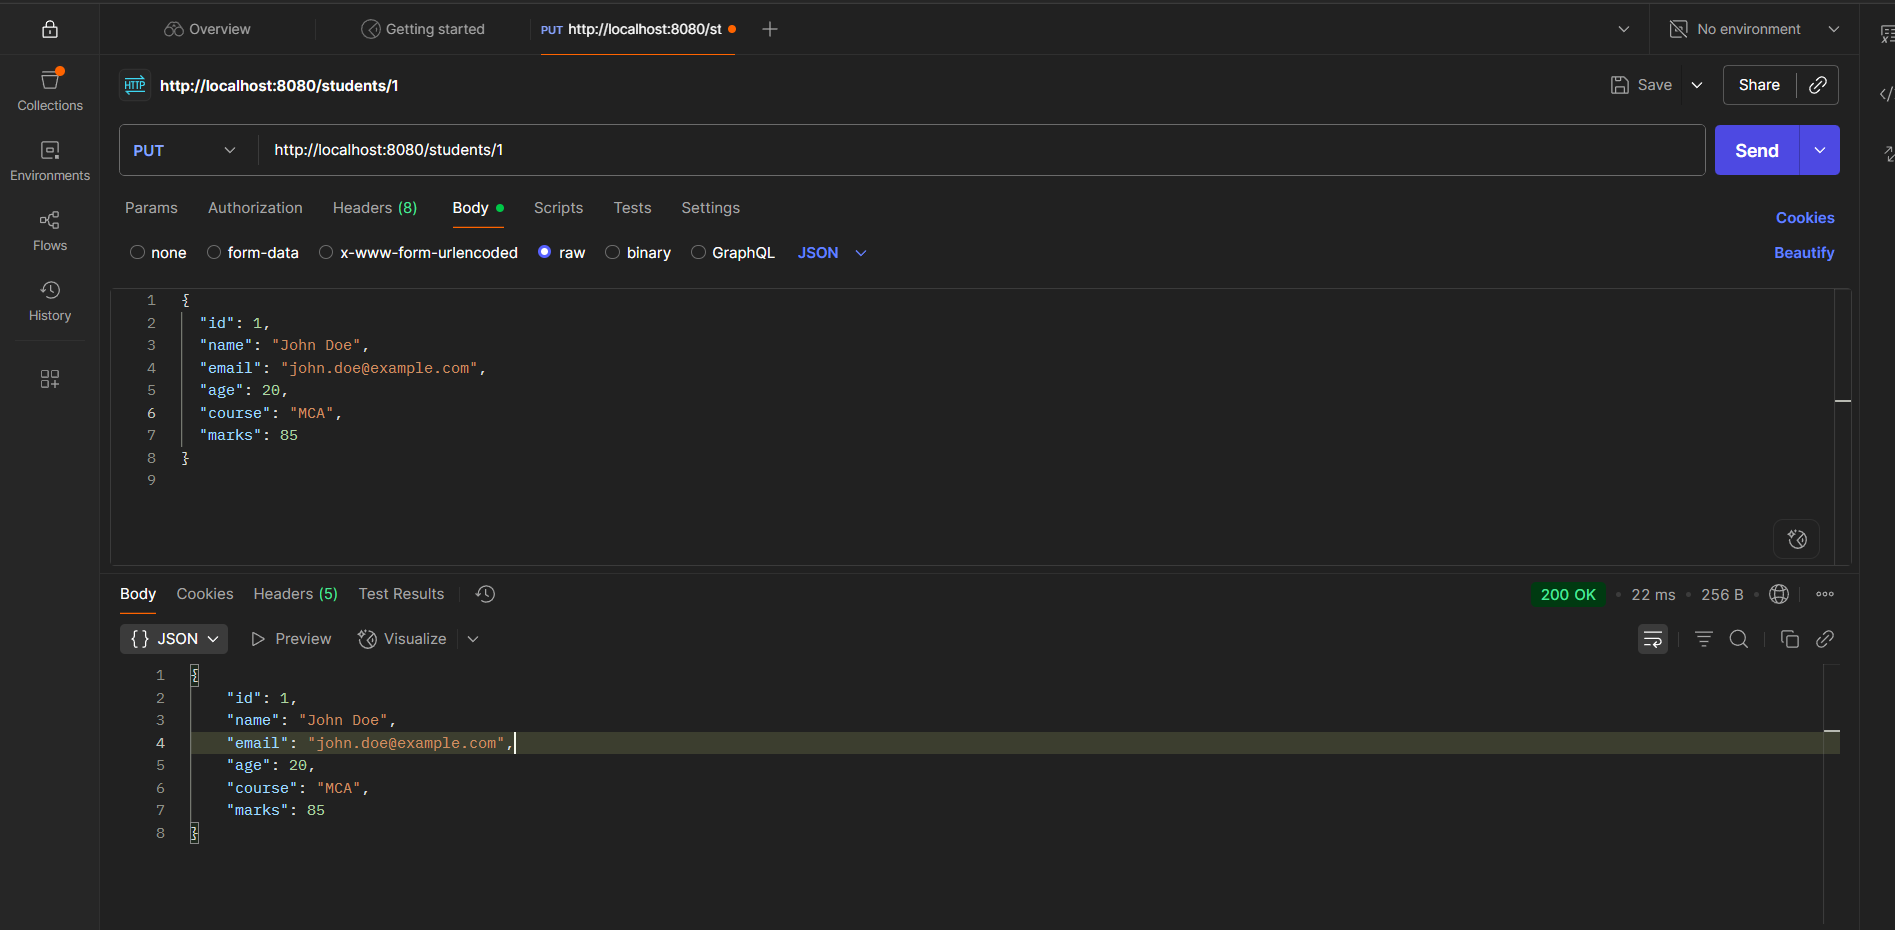 Overview
Getting started
PUT http://localhost:8080/st
No environment
Collections
Environments
Flows
History
HTTP http://localhost:8080/students/1
Save
Share
PUT
http://localhost:8080/students/1
Send
Params Authorization Headers (8) Body Scripts Tests Settings
Cookies
none form-data x-www-form-urlencoded raw binary GraphQL JSON
Beautify
1 {
2 "id": 1,
3 "name": "John Doe",
4 "email": "john.doe@example.com",
5 "age": 20,
6 "course": "MCA",
7 "marks": 85
8 }
9
Body Cookies Headers (5) Test Results
200 OK • 22 ms • 256 B
{} JSON Preview Visualize
1 {
2 "id": 1,
3 "name": "John Doe",
4 "email": "john.doe@example.com",
5 "age": 20,
6 "course": "MCA",
7 "marks": 85
8 }